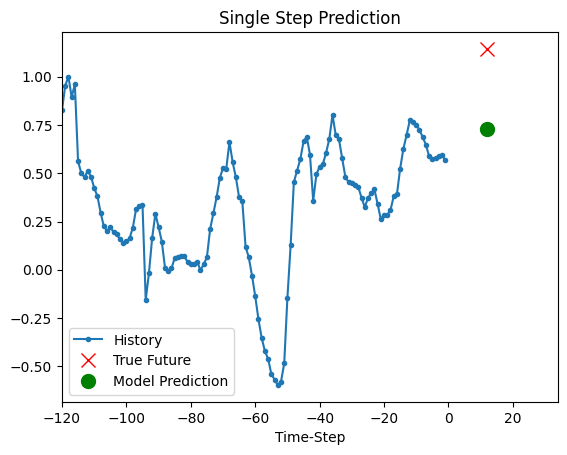 Single Step Prediction
1.00
0.75
0.50
0.25
0.00
−0.25
−0.50
History
True Future
Model Prediction
−120 −100 −80 −60 −40 −20 0 20
Time-Step